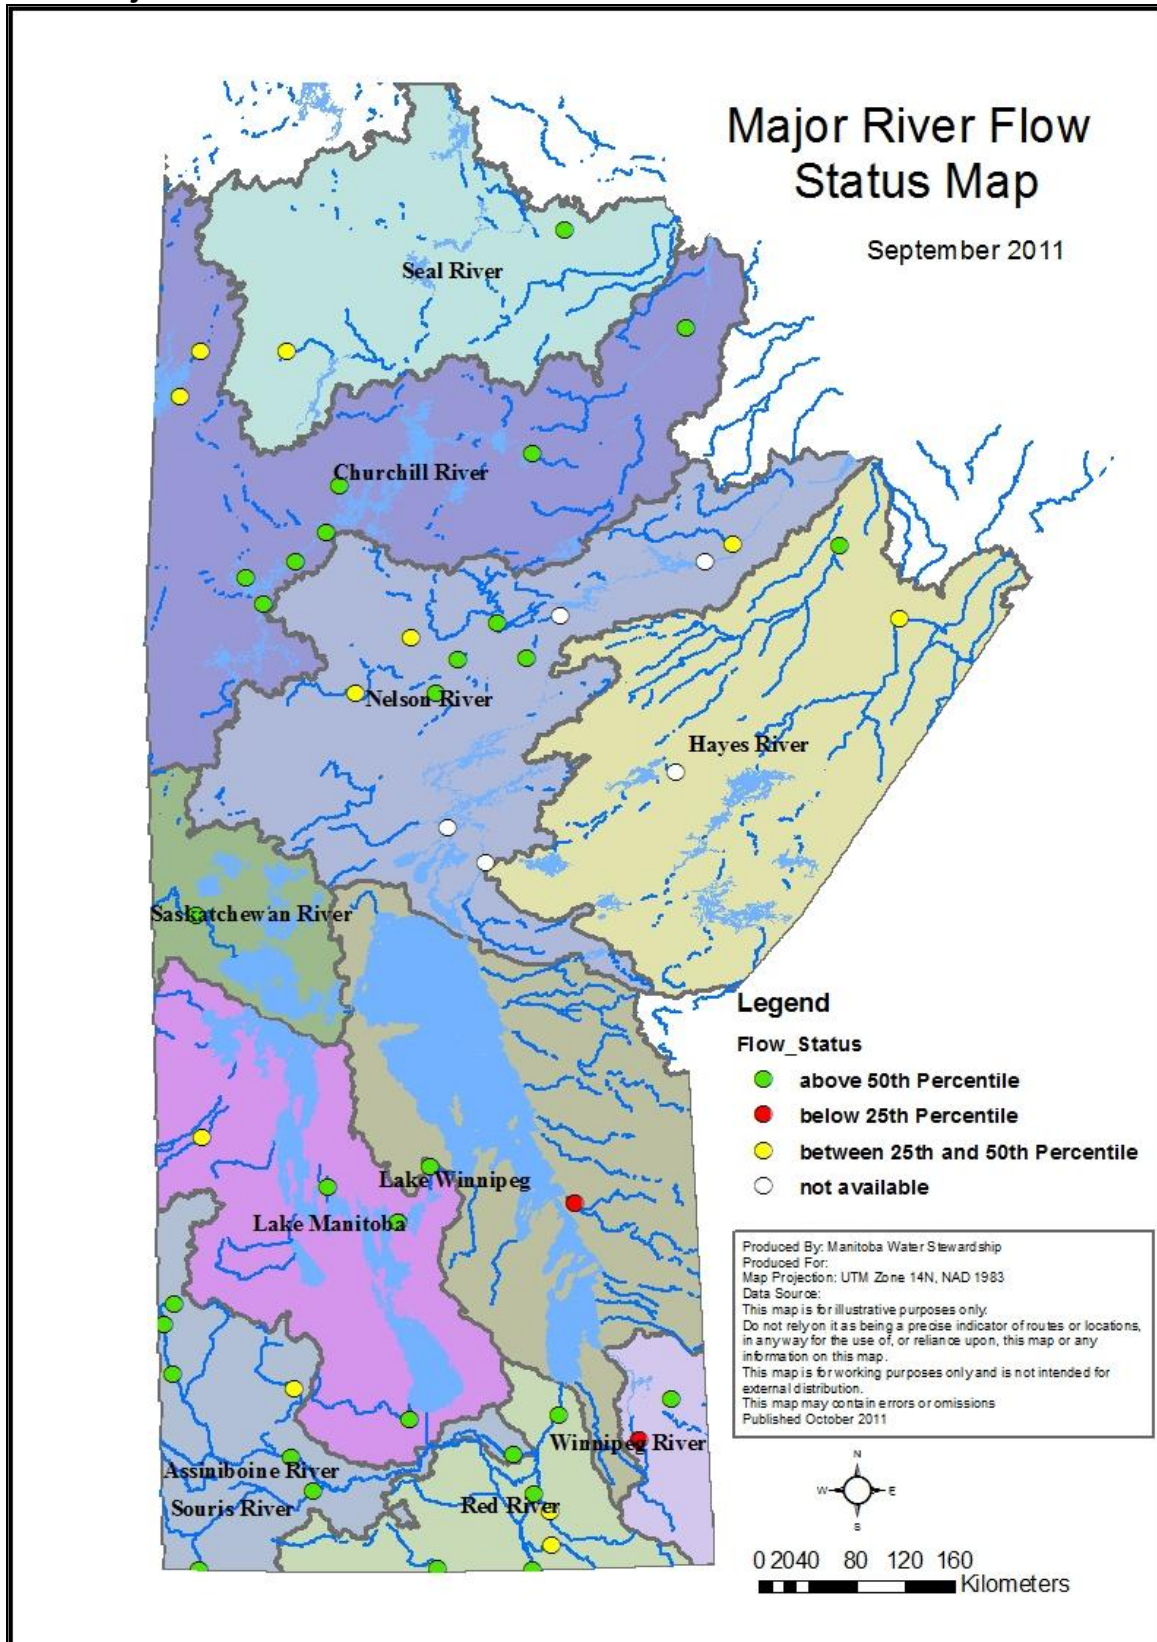 Major River Flow
Status Map
September 2011
Seal River
Churchill River
Nelson River
Hayes River
Saskatchewan River
Lake Winnipeg
Lake Manitoba
Winnipeg River
Assiniboine River
Souris River
Red River
Legend
Flow_Status
above 50th Percentile
below 25th Percentile
between 25th and 50th Percentile
not available
Produced By: Manitoba Water Stewardship
Produced For:
Map Projection: UTM Zone 14N, NAD 1983
Data Source:
This map is for illustrative purposes only.
Do not rely on it as being a precise indicator of routes or locations,
in any way for the use of, or reliance upon, this map or any
information on this map.
This map is for working purposes only and is not intended for
external distribution.
This map may contain errors or omissions
Published October 2011
N
W E
S
0 2040 80 120 160
Kilometers